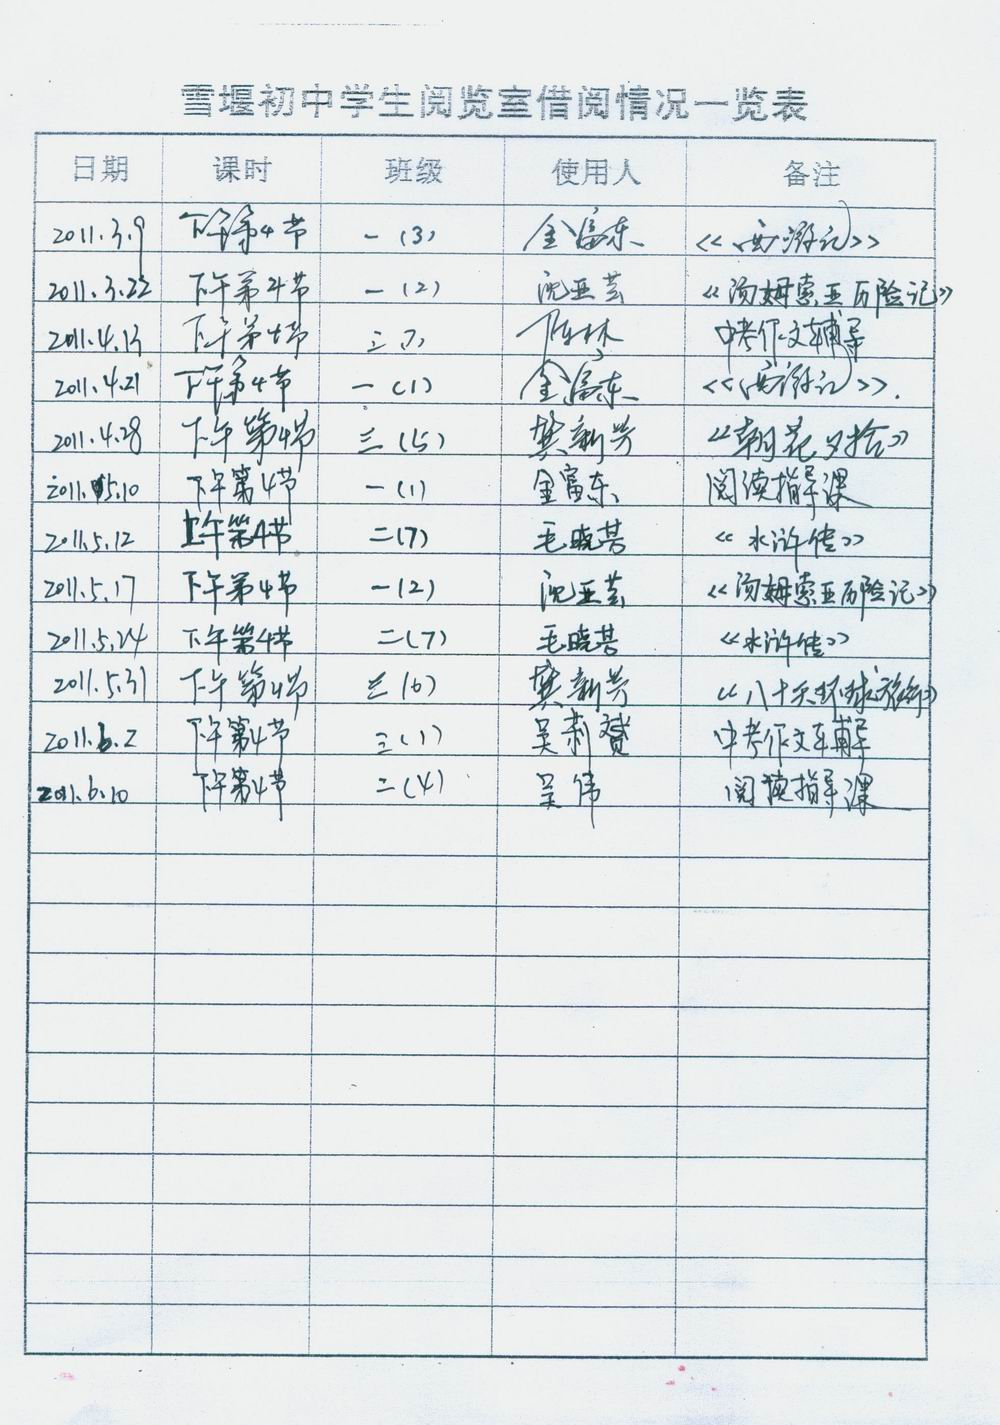 雪堰初中学生阅览室借阅情况一览表
日期 课时 班级 使用人 备注
2011.3.9 下午第4节 一(3) 金富东 《西游记》
2011.3.22 下午第4节 一(2) 沈亚芸 《汤姆索亚历险记》
2011.4.13 下午第4节 陈林 中考作文辅导
2011.4.21 下午第4节 一(1) 金富东 《西游记》.
2011.4.28 下午第4节 三(5) 樊新芳 《朝花夕拾》
2011.5.10 下午第4节 一(1) 金富东 阅读指导课
2011.5.12 上午第4节 二(7) 毛晓 《水浒传》
2011.5.17 下午第4节 一(2) 沈亚芸 《汤姆索亚历险记》
2011.5.24 下午第4节 二(7) 毛晓 《水浒传》
2011.5.31 下午第4节 三(6) 樊新芳 《八十天环球旅行》
2011.6.2 下午第4节 三(1) 吴 中考作文辅导
2011.6.10 下午第4节 二(4) 吴伟 阅读指导课